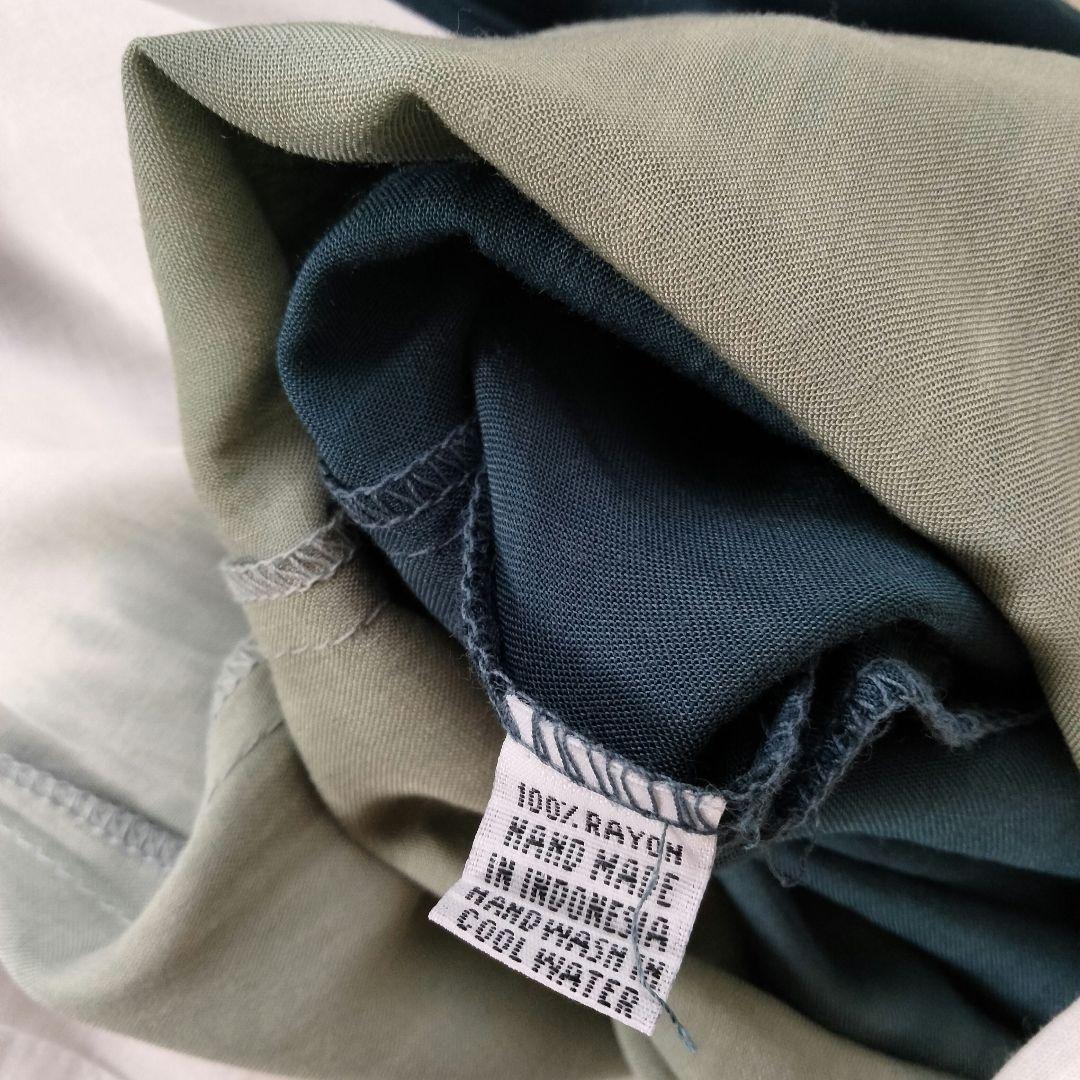 100% RAYON
HAND MADE
IN INDONESIA
HAND WASH IN
COOL WATER